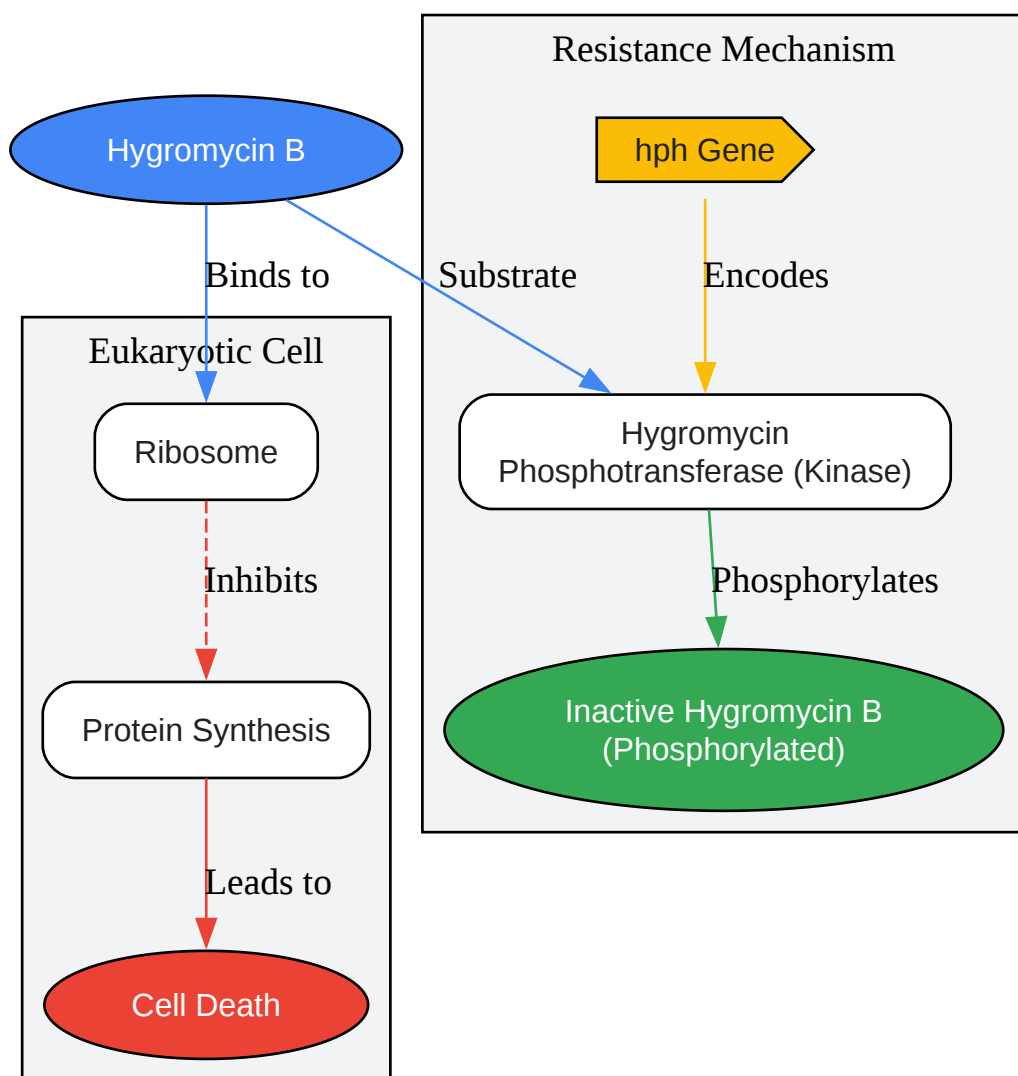 Resistance Mechanism
Hygromycin B
hph Gene
Binds to
Substrate
Encodes
Eukaryotic Cell
Ribosome
Hygromycin
Phosphotransferase (Kinase)
Inhibits
Phosphorylates
Protein Synthesis
Inactive Hygromycin B
(Phosphorylated)
Leads to
Cell Death